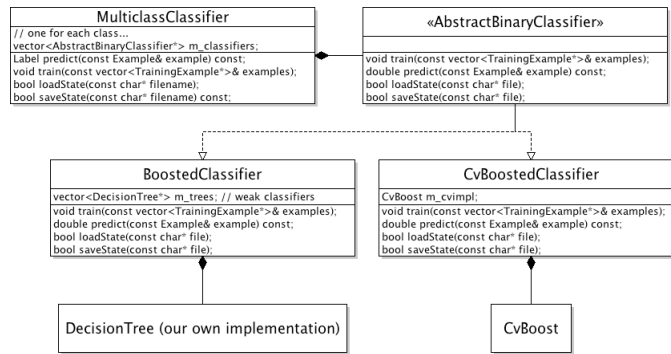 MulticlassClassifier
// one for each class...
vector<AbstractBinaryClassifier*> m_classifiers;
Label predict(const Example& example) const;
void train(const vector<TrainingExample*>& examples);
bool loadState(const char* filename);
bool saveState(const char* filename) const;
«AbstractBinaryClassifier»
void train(const vector<TrainingExample*>& examples);
double predict(const Example& example) const;
bool loadState(const char* file);
bool saveState(const char* file);
BoostedClassifier
vector<DecisionTree*> m_trees; // weak classifiers
void train(const vector<TrainingExample*>& examples);
double predict(const Example& example) const;
bool loadState(const char* file);
bool saveState(const char* file);
CvBoostedClassifier
CvBoost m_cvimpl;
void train(const vector<TrainingExample*>& examples);
double predict(const Example& example) const;
bool loadState(const char* file);
bool saveState(const char* file);
DecisionTree (our own implementation)
CvBoost